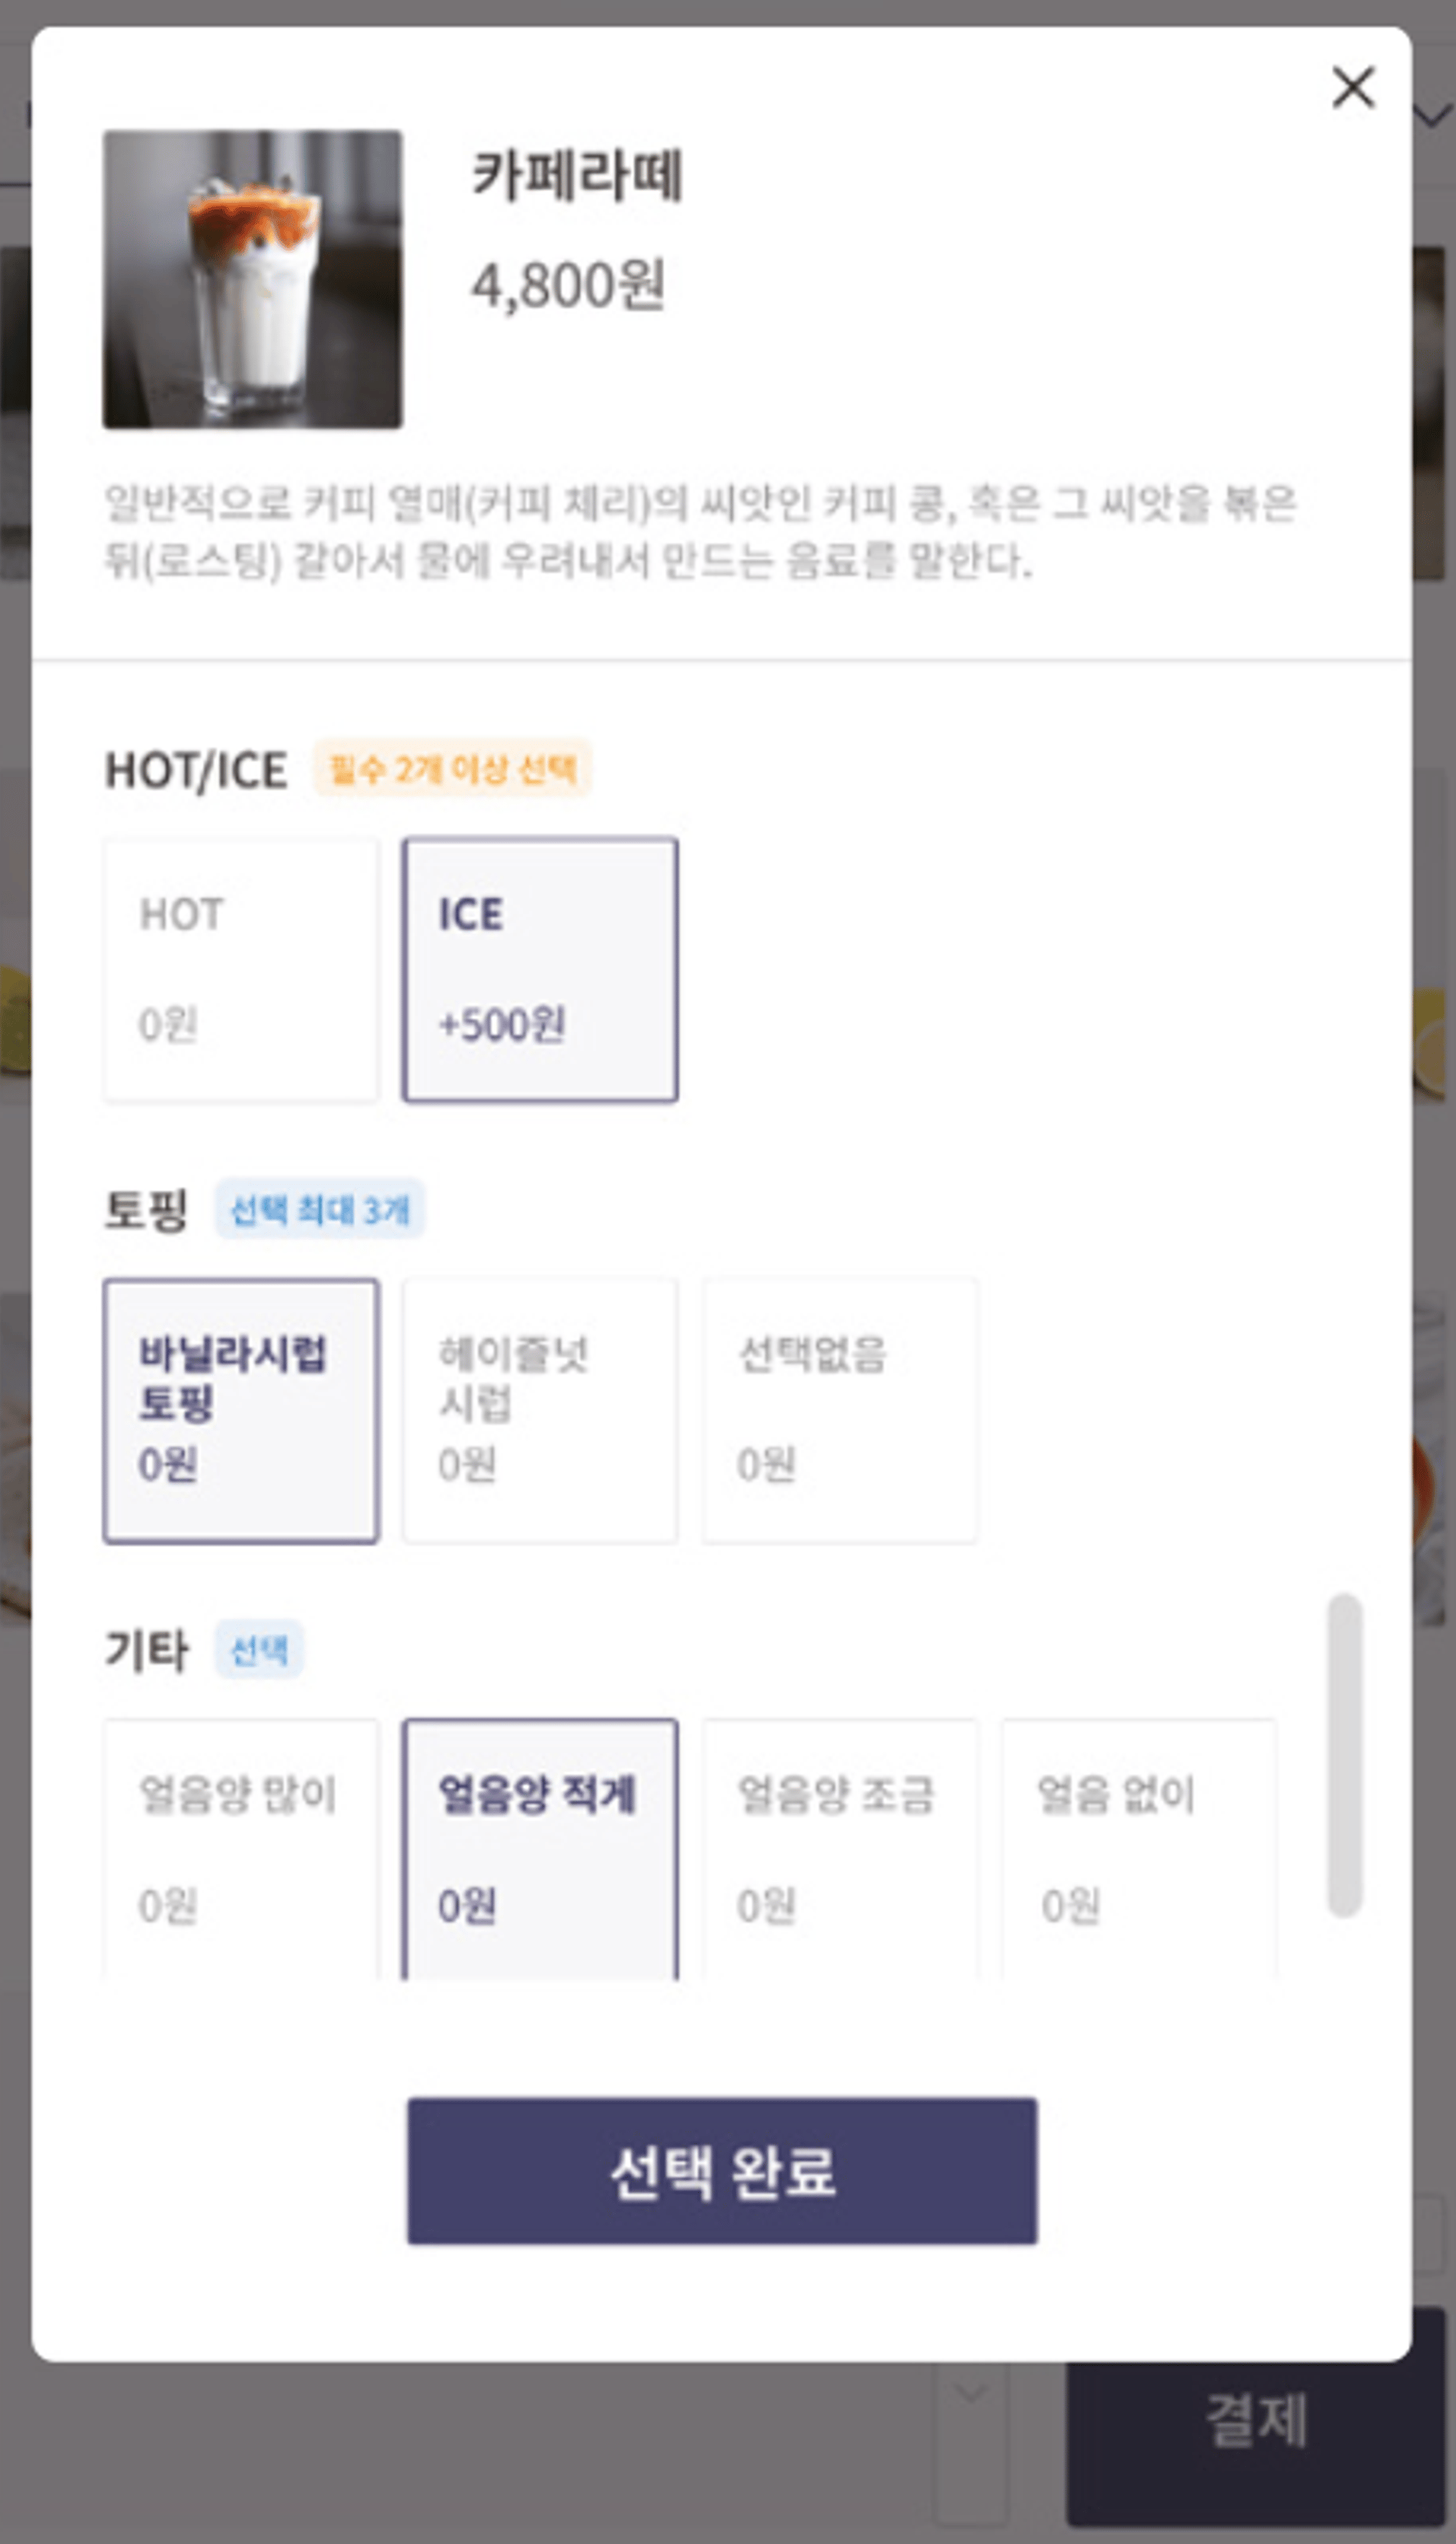 카페라떼
4,800원
일반적으로 커피 열매(커피 체리)의 씨앗인 커피 콩, 혹은 그 씨앗을 볶은
뒤(로스팅) 갈아서 물에 우려내서 만드는 음료를 말한다.
HOT/ICE 필수 2개 이상 선택
HOT ICE
0원 +500원
토핑 선택 최대 3개
바닐라시럽 헤이즐넛 선택없음
토핑 시럽
0원 0원 0원
기타 선택
얼음양 많이 얼음양 적게 얼음양 조금 얼음 없이
0원 0원 0원 0원
선택 완료
결제